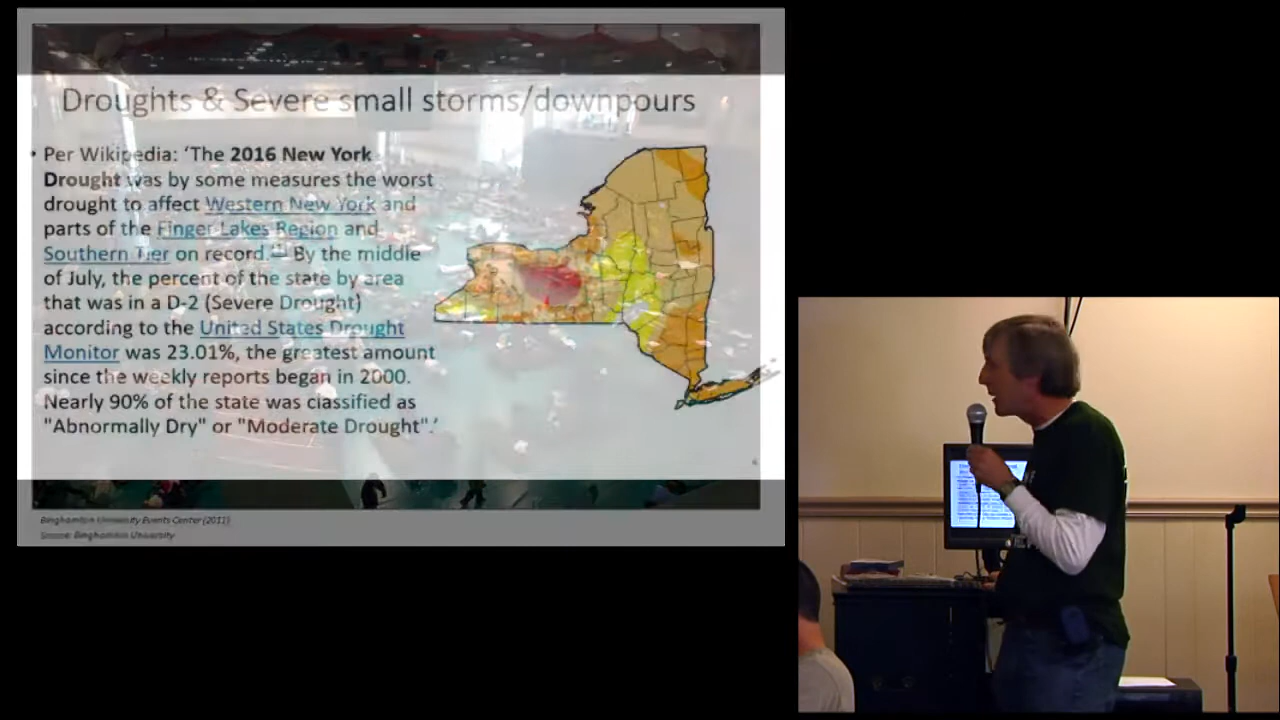 Droughts & Severe small storms/downpours
• Per Wikipedia: ‘The 2016 New York
Drought was by some measures the worst
drought to affect Western New York and
parts of the Finger Lakes Region and
Southern Tier on record. By the middle
of July, the percent of the state by area
that was in a D-2 (Severe Drought)
according to the United States Drought
Monitor was 23.01%, the greatest amount
since the weekly reports began in 2000.
Nearly 90% of the state was classified as
"Abnormally Dry" or "Moderate Drought".’
Binghamton University Events Center (2011)
Source: Binghamton University